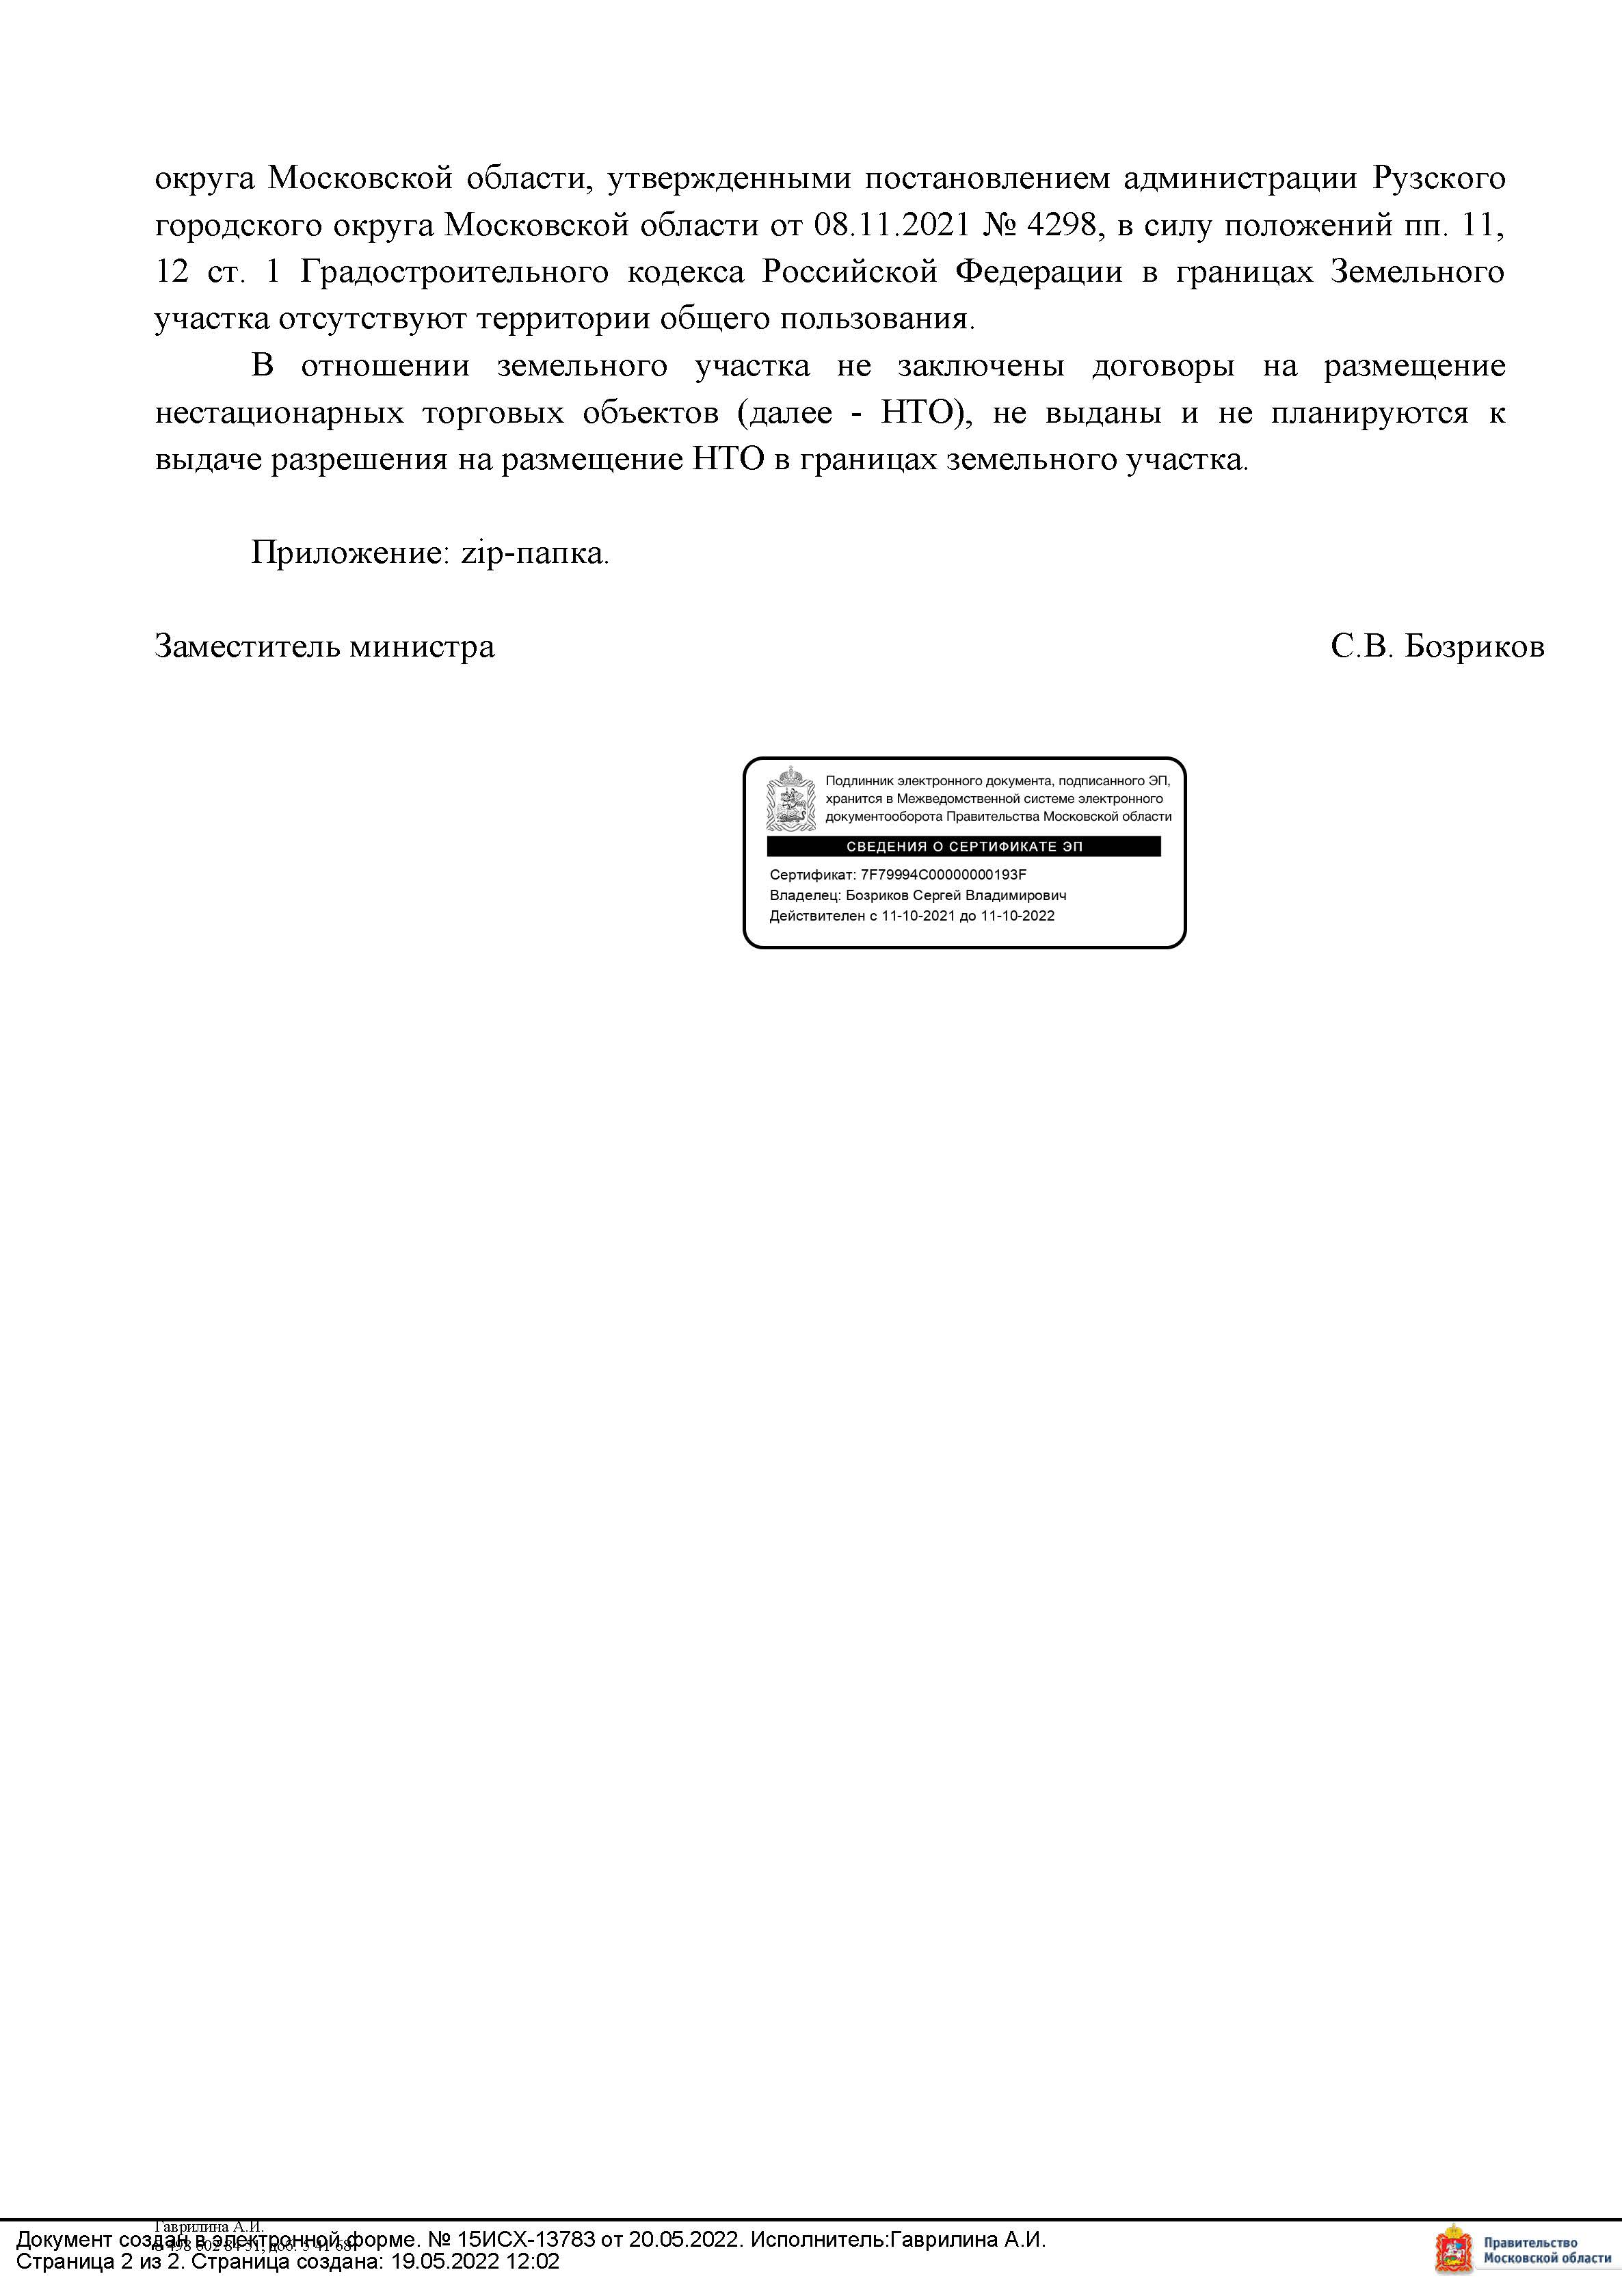 округа Московской области, утвержденными постановлением администрации Рузского
городского округа Московской области от 08.11.2021 № 4298, в силу положений пп. 11,
12 ст. 1 Градостроительного кодекса Российской Федерации в границах Земельного
участка отсутствуют территории общего пользования.
В отношении земельного участка не заключены договоры на размещение
нестационарных торговых объектов (далее - НТО), не выданы и не планируются к
выдаче разрешения на размещение НТО в границах земельного участка.
Приложение: zip-папка.
Заместитель министра С.В. Бозриков
Подлинник электронного документа, подписанного ЭП,
хранится в Межведомственной системе электронного
документооборота Правительства Московской области
СВЕДЕНИЯ О СЕРТИФИКАТЕ ЭП
Сертификат: 7F79994C00000000193F
Владелец: Бозриков Сергей Владимирович
Действителен с 11-10-2021 до 11-10-2022
Гаврилина А.И.
Документ создан в электронной форме. № 15ИСХ-13783 от 20.05.2022. Исполнитель:Гаврилина А.И.
Страница 2 из 2. Страница создана: 19.05.2022 12:02
Правительство
Московской области